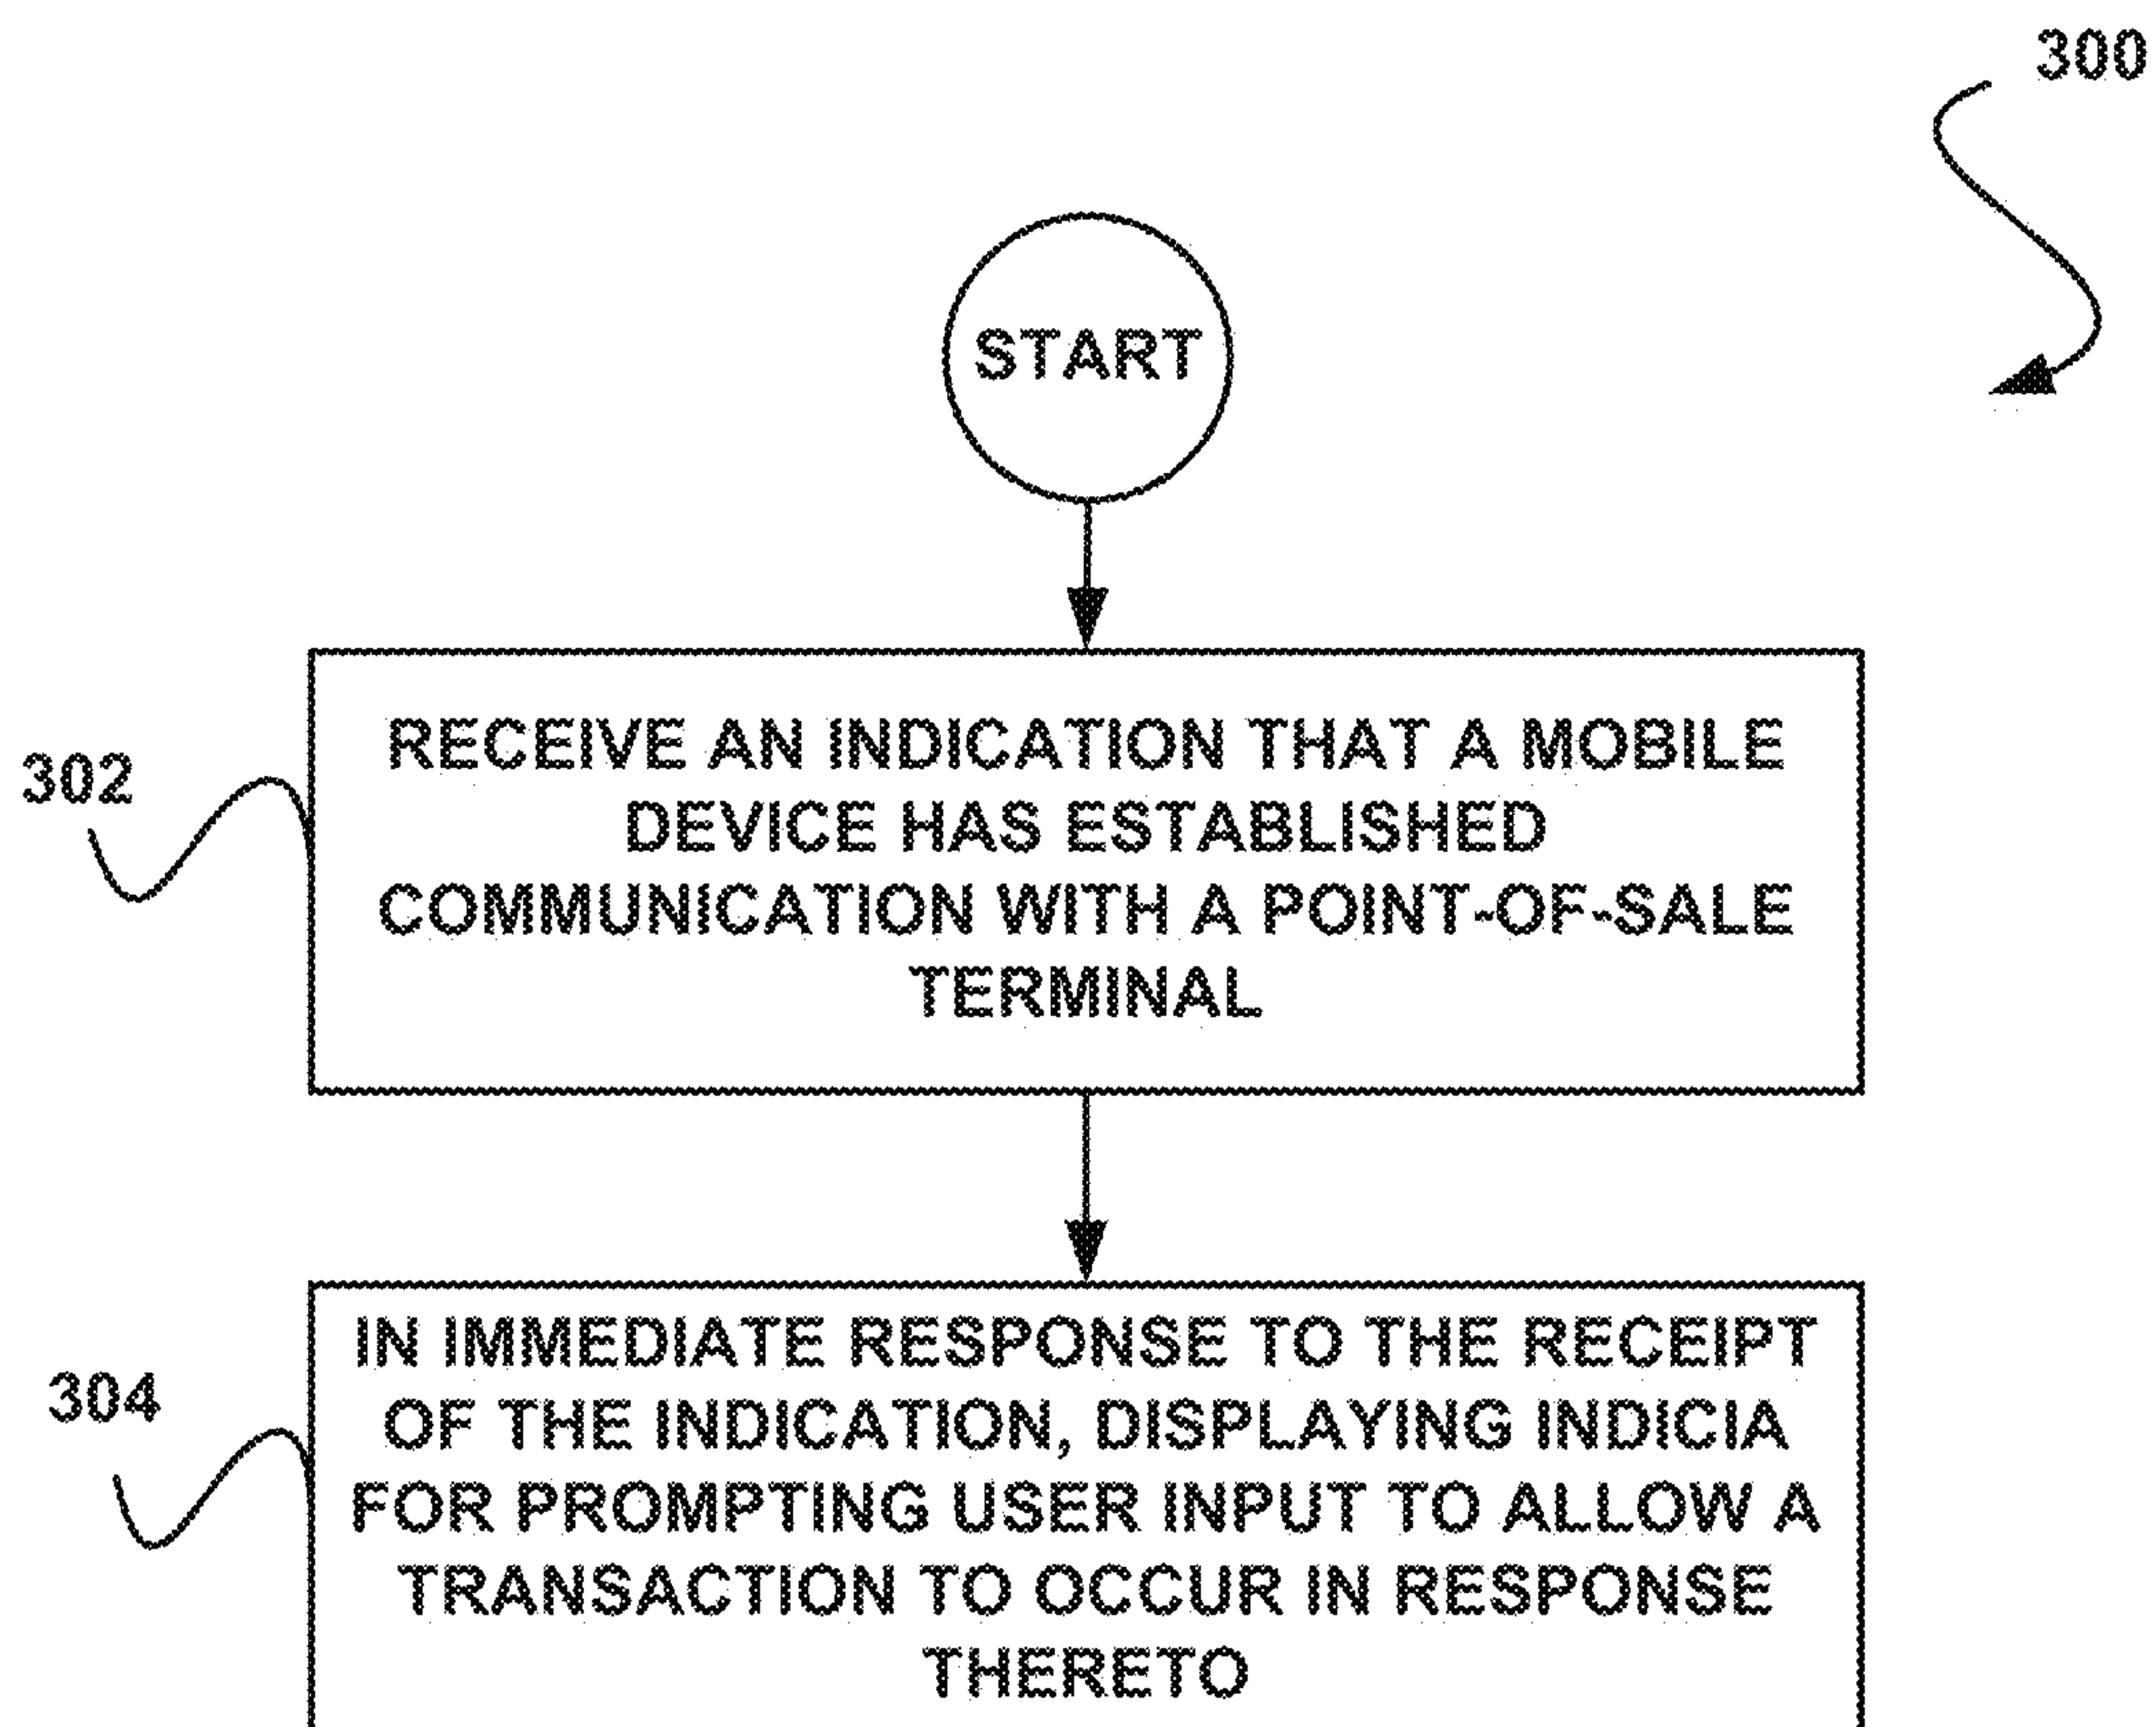 300
START
302
RECEIVE AN INDICATION THAT A MOBILE
DEVICE HAS ESTABLISHED
COMMUNICATION WITH A POINT-OF-SALE
TERMINAL
304
IN IMMEDIATE RESPONSE TO THE RECEIPT
OF THE INDICATION, DISPLAYING INDICIA
FOR PROMPTING USER INPUT TO ALLOW A
TRANSACTION TO OCCUR IN RESPONSE
THERETO